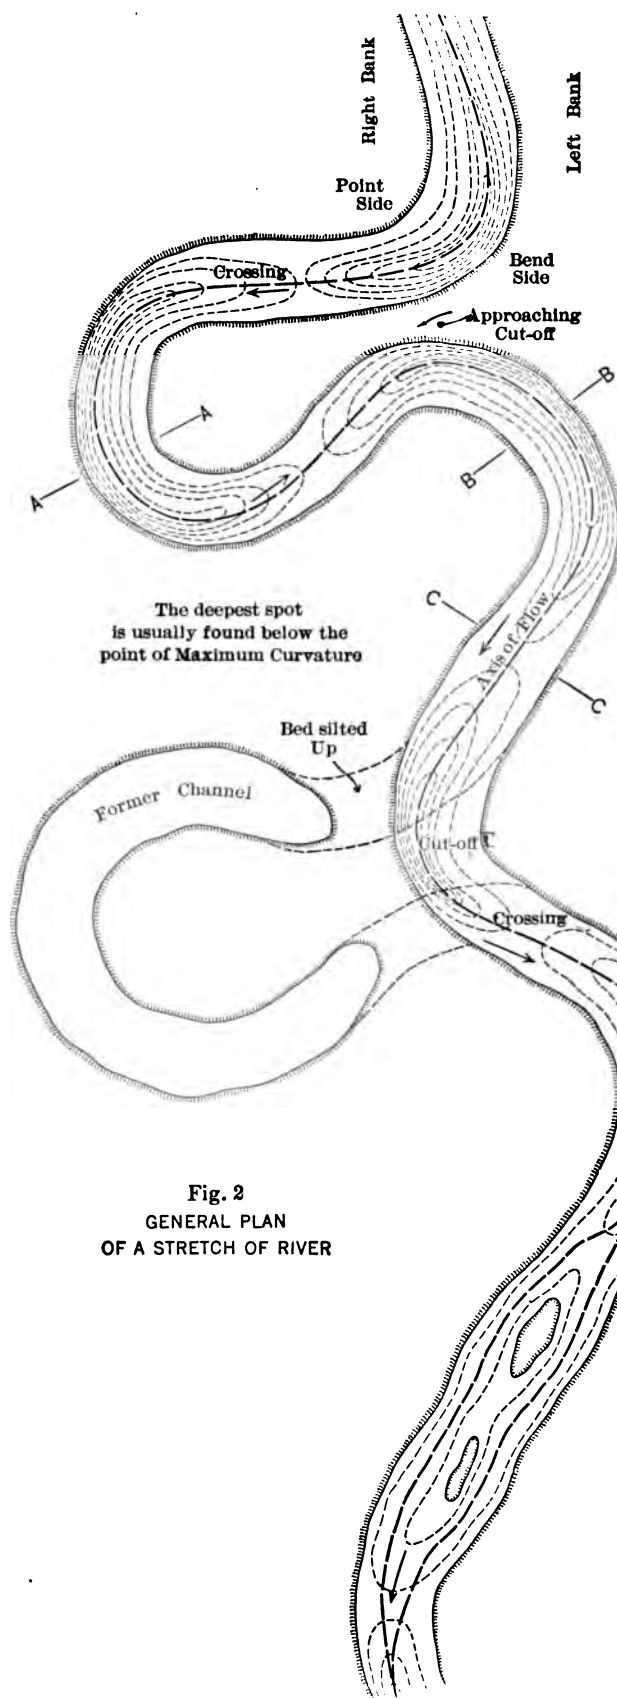 Right Bank
Left Bank
Point
Side
Crossing
Bend
Side
Approaching
Cut-off
A
B
B
A
The deepest spot
is usually found below the
point of Maximum Curvature
C
Axis of Flow
C
Bed silted
Up
Former Channel
Cut-off
Crossing
Fig. 2
GENERAL PLAN
OF A STRETCH OF RIVER